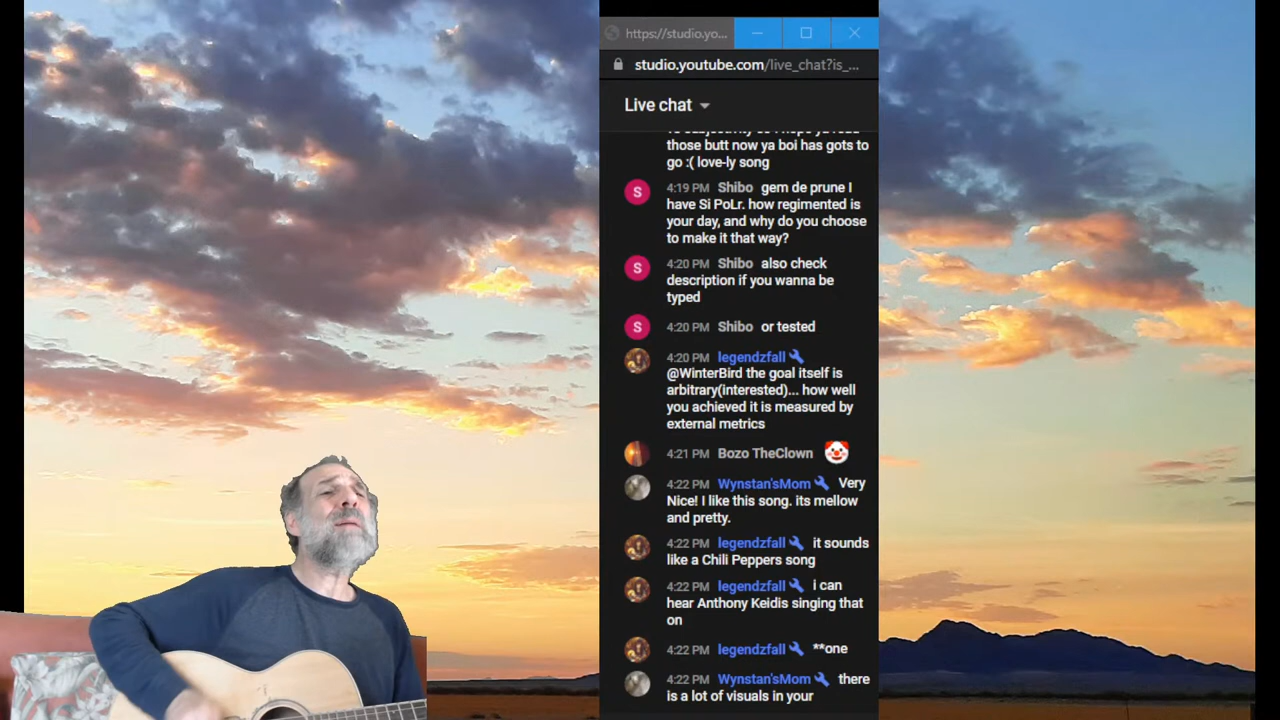 https://studio.yo...
studio.youtube.com/live_chat?is_...
Live chat
those butt now ya boi has gots to
go :( love-ly song
S
4:19 PM Shibo gem de prune I
have Si PoLr. how regimented is
your day, and why do you choose
to make it that way?
S
4:20 PM Shibo also check
description if you wanna be
typed
S
4:20 PM Shibo or tested
4:20 PM legendzfall
@WinterBird the goal itself is
arbitrary(interested)... how well
you achieved it is measured by
external metrics
4:21 PM Bozo TheClown 🤡
4:22 PM Wynstan'sMom Very
Nice! I like this song. its mellow
and pretty.
4:22 PM legendzfall it sounds
like a Chili Peppers song
4:22 PM legendzfall i can
hear Anthony Keidis singing that
on
4:22 PM legendzfall **one
4:22 PM Wynstan'sMom there
is a lot of visuals in your